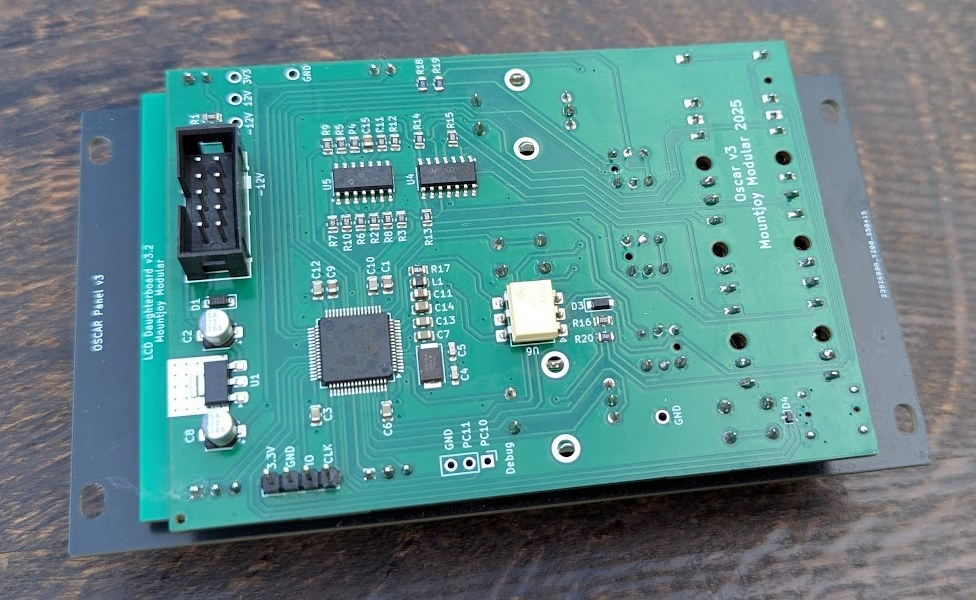 OSCAR Panel v3
LCD Daughterboard v3.2
Mountjoy Modular
3V3
12V
-12V
GND
R1
-12V
R18
R19
R9
R5
C15
C11
R12
R14
R15
U5
U4
R7
R10
R6
R2
R8
R3
R13
Oscar v3
Mountjoy Modular 2025
C12
C9
C10
C1
R17
L1
C11
C14
C13
C7
C5
C4
D1
C2
U1
C8
C3
C6
U6
D3
R16
R20
GND
D4
3.3V
GND
IO
CLK
GND
PC11
PC10
Debug